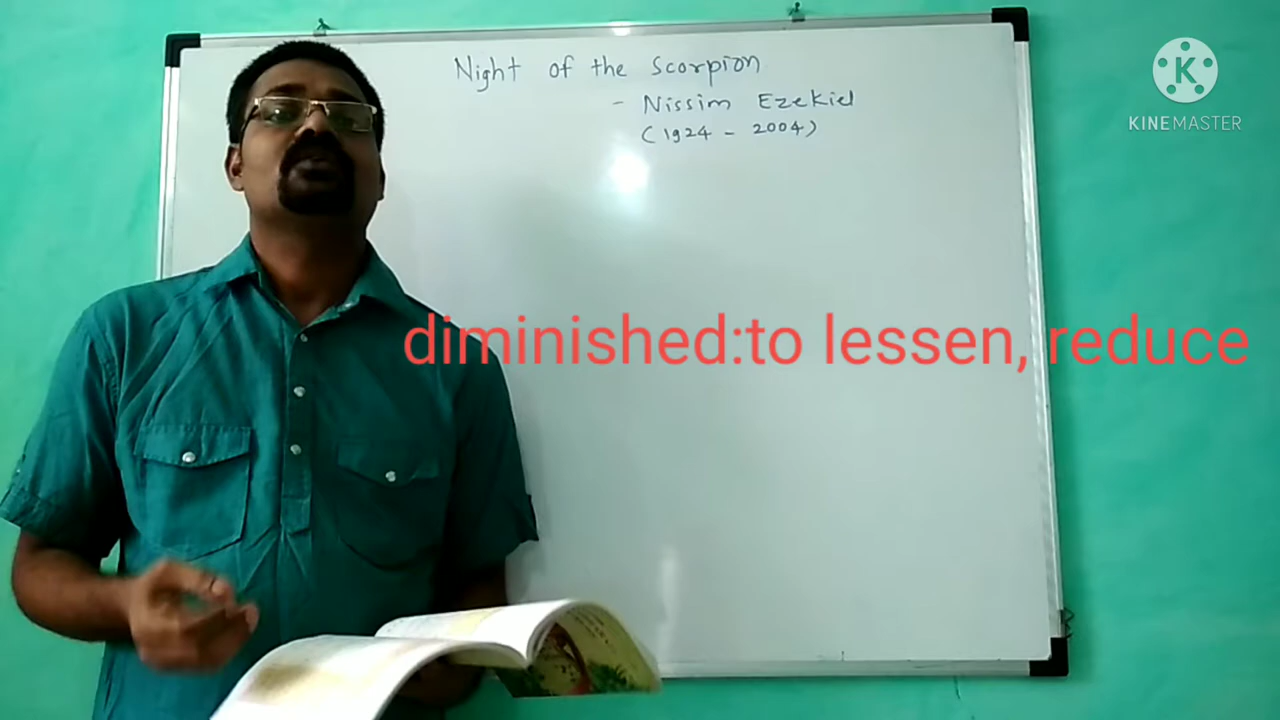 Night of the scorpion
- Nissim Ezekiel
(1924 - 2004)
KINEMASTER
diminished:to lessen, reduce